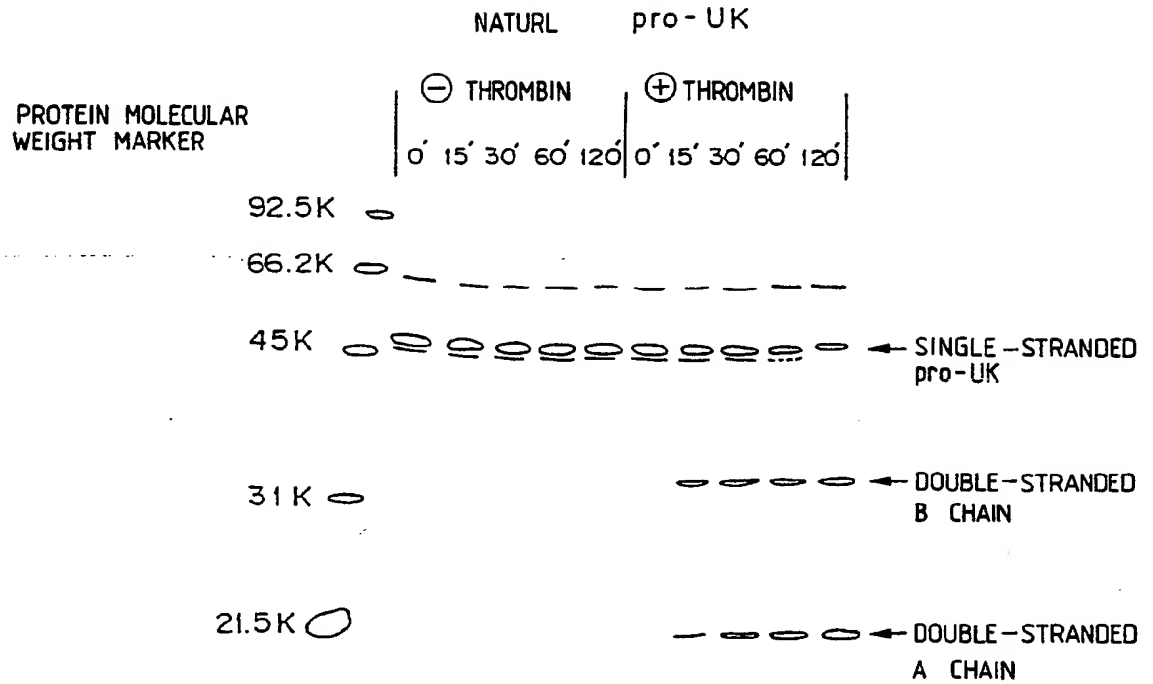 NATURL pro-UK
PROTEIN MOLECULAR
WEIGHT MARKER
⊖ THROMBIN ⊕ THROMBIN
0' 15' 30' 60' 120' 0' 15' 30' 60' 120'
92.5K
66.2K
45K
SINGLE-STRANDED
pro-UK
31K
DOUBLE-STRANDED
B CHAIN
21.5K
DOUBLE-STRANDED
A CHAIN